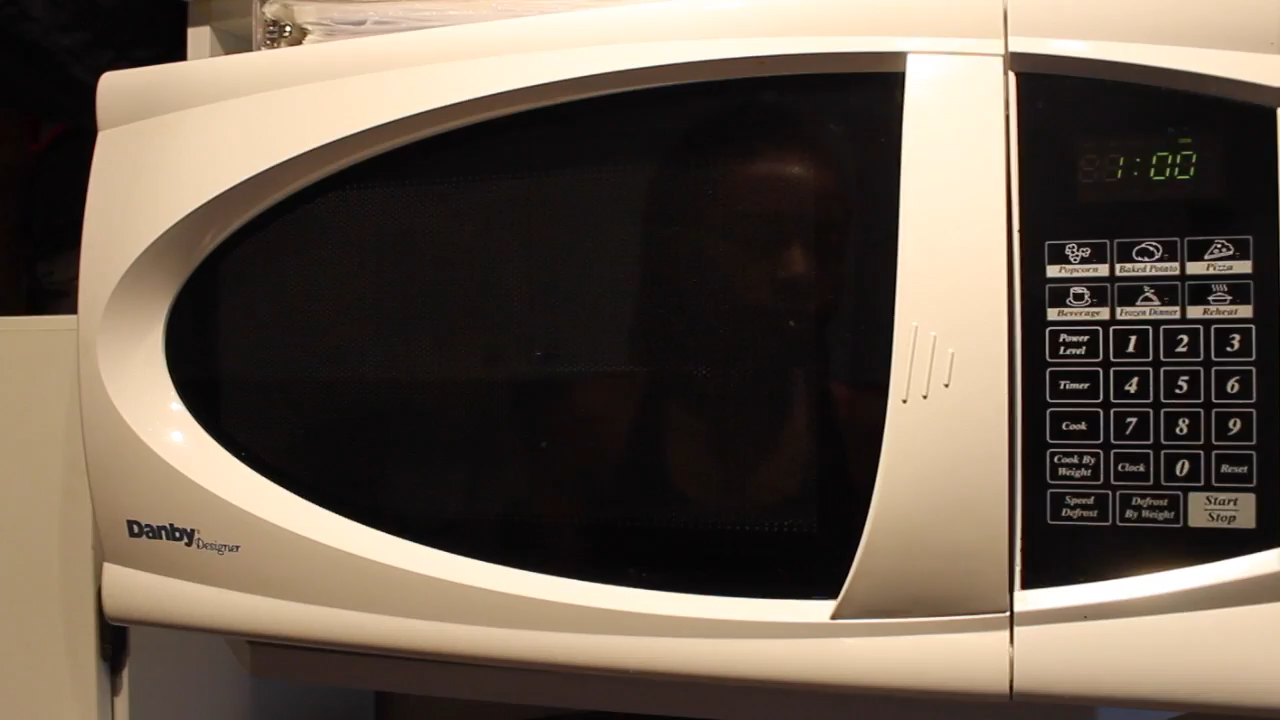 1:00
Popcorn
Baked Potato
Pizza
Beverage
Frozen Dinner
Reheat
Power
Level
1
2
3
Timer
4
5
6
Cook
7
8
9
Cook By
Weight
Clock
0
Reset
Speed
Defrost
Defrost
By Weight
Start
Stop
Danby Designer